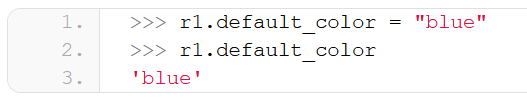 1. >>> r1.default_color = "blue"
2. >>> r1.default_color
3. 'blue'